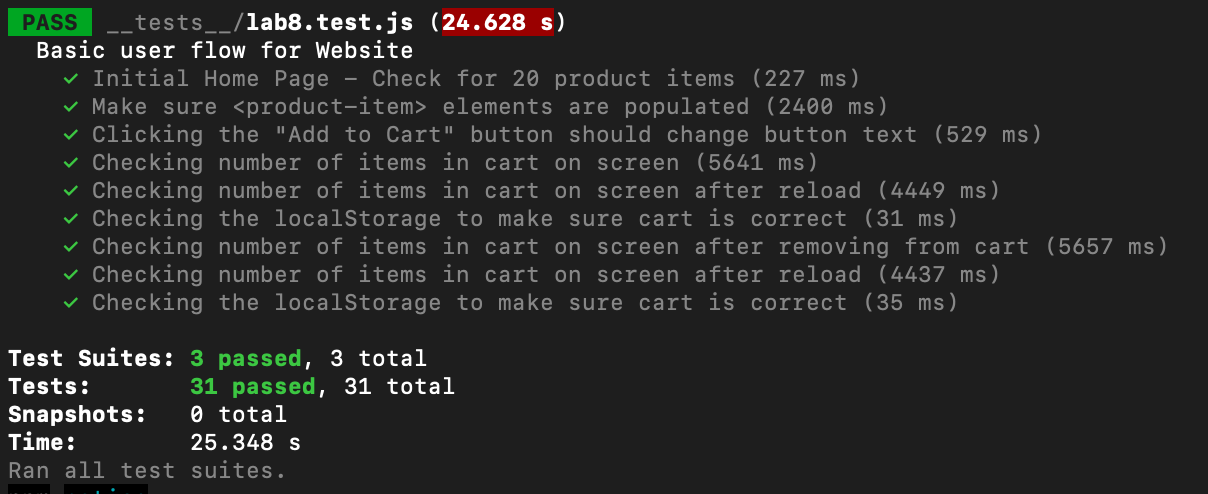 PASS __tests__/lab8.test.js (24.628 s)
Basic user flow for Website
✓ Initial Home Page – Check for 20 product items (227 ms)
✓ Make sure <product-item> elements are populated (2400 ms)
✓ Clicking the "Add to Cart" button should change button text (529 ms)
✓ Checking number of items in cart on screen (5641 ms)
✓ Checking number of items in cart on screen after reload (4449 ms)
✓ Checking the localStorage to make sure cart is correct (31 ms)
✓ Checking number of items in cart on screen after removing from cart (5657 ms)
✓ Checking number of items in cart on screen after reload (4437 ms)
✓ Checking the localStorage to make sure cart is correct (35 ms)
Test Suites: 3 passed, 3 total
Tests: 31 passed, 31 total
Snapshots: 0 total
Time: 25.348 s
Ran all test suites.